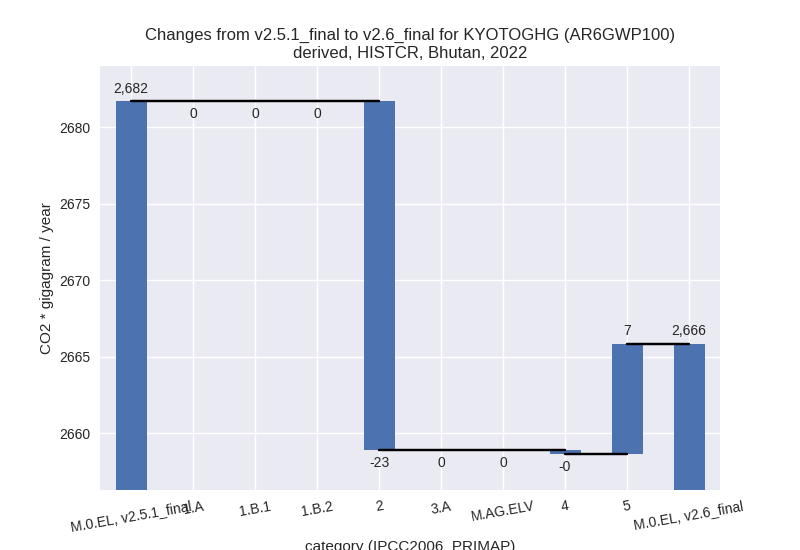 Changes from v2.5.1_final to v2.6_final for KYOTOGHG (AR6GWP100)
derived, HISTCR, Bhutan, 2022
CO2 * gigagram / year
2680
2675
2670
2665
2660
2,682
0
0
0
-23
0
0
-0
7
2,666
M.0.EL, v2.5.1_final
1.A
1.B.1
1.B.2
2
3.A
M.AG.ELV
4
5
M.0.EL, v2.6_final
category (IPCC2006_PRIMAP)